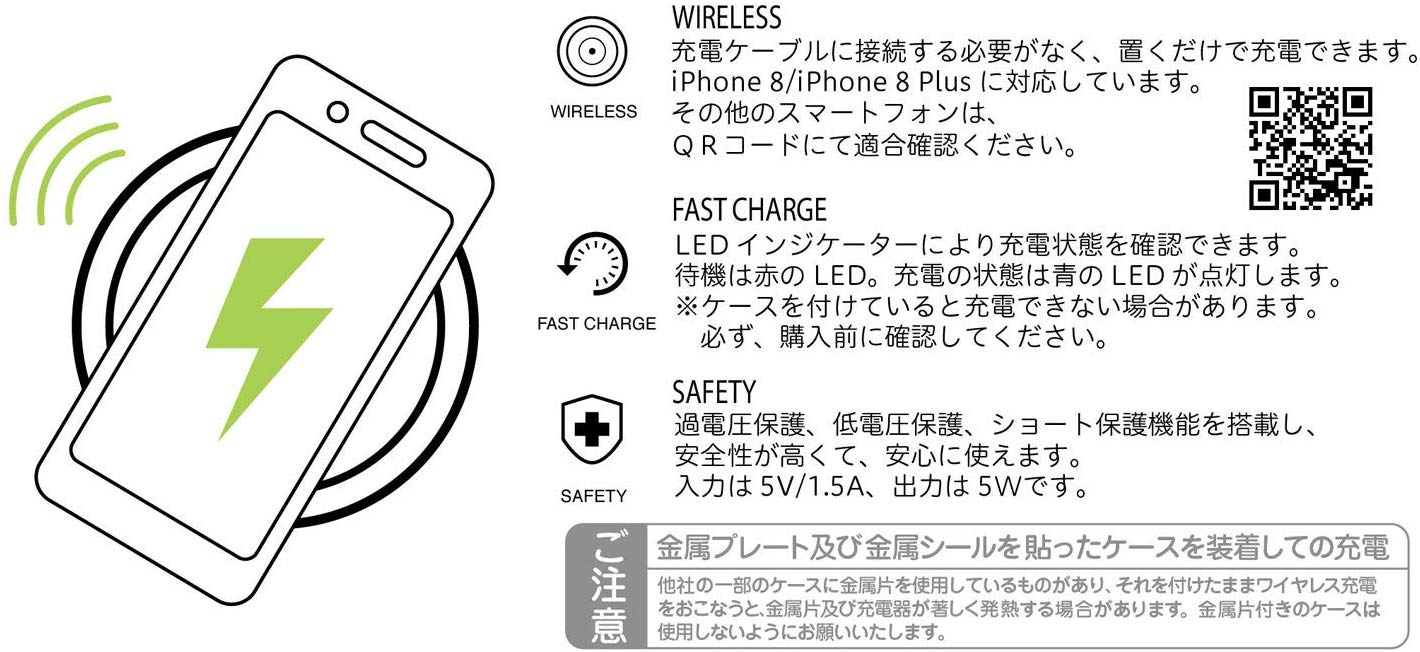 WIRELESS
充電ケーブルに接続する必要がなく、置くだけで充電できます。
iPhone 8/iPhone 8 Plus に対応しています。
WIRELESS
その他のスマートフォンは、
QRコードにて適合確認ください。
FAST CHARGE
LED インジケーターにより充電状態を確認できます。
待機は赤の LED。充電の状態は青の LED が点灯します。
FAST CHARGE
※ケースを付けていると充電できない場合があります。
必ず、購入前に確認してください。
SAFETY
過電圧保護、低電圧保護、ショート保護機能を搭載し、
安全性が高くて、安心に使えます。
SAFETY
入力は 5V/1.5A、出力は 5Wです。
ご注意
金属プレート及び金属シールを貼ったケースを装着しての充電
他社の一部のケースに金属片を使用しているものがあり、それを付けたままワイヤレス充電
をおこなうと、金属片及び充電器が著しく発熱する場合があります。金属片付きのケースは
使用しないようにお願いいたします。